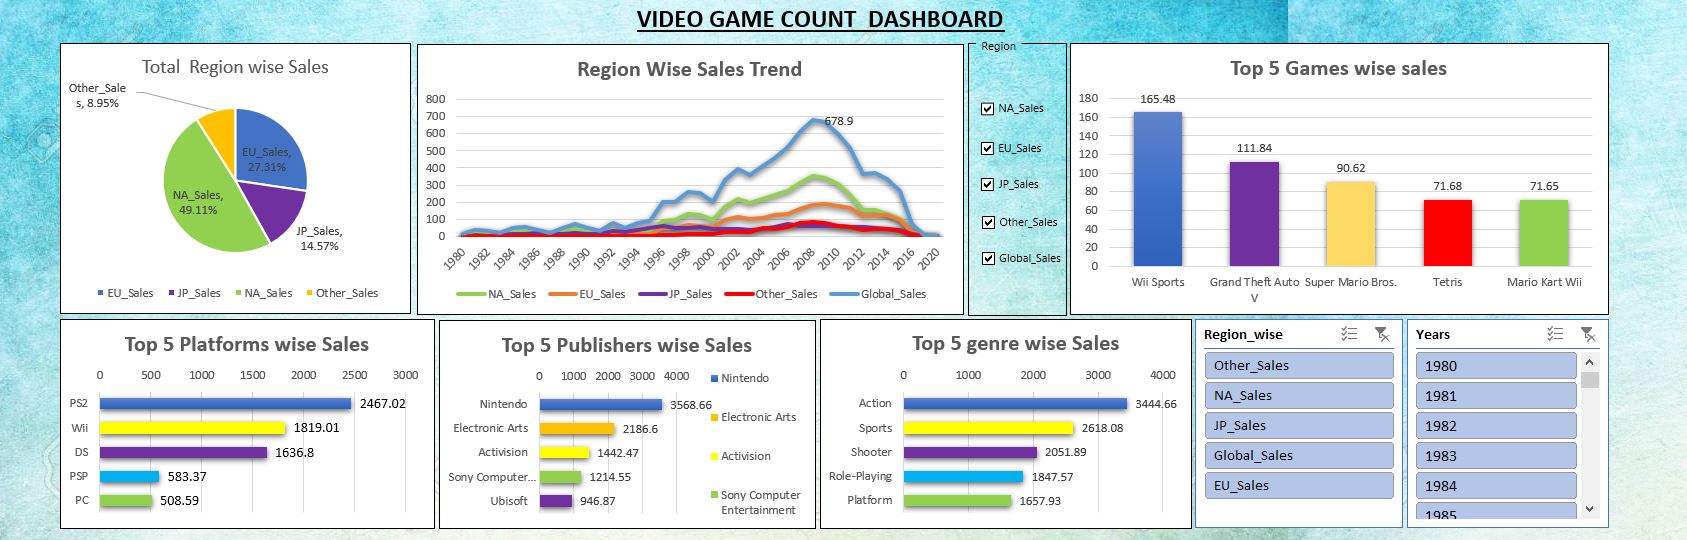 VIDEO GAME COUNT  DASHBOARD
Total  Region wise Sales
Other_Sale
s, 8.95%
EU_Sales,
27.31%
NA_Sales,
49.11%
JP_Sales,
14.57%
EU_Sales JP_Sales NA_Sales Other_Sales
Region Wise Sales Trend
800
700
678.9
600
500
400
300
200
100
0
1980 1982 1984 1986 1988 1990 1992 1994 1996 1998 2000 2002 2004 2006 2008 2010 2012 2014 2016 2020
NA_Sales EU_Sales JP_Sales Other_Sales Global_Sales
Region
NA_Sales
EU_Sales
JP_Sales
Other_Sales
Global_Sales
Top 5 Games wise sales
180
160
140
120
100
80
60
40
20
0
165.48
111.84
90.62
71.68
71.65
Wii Sports Grand Theft Auto Super Mario Bros. Tetris Mario Kart Wii
V
Top 5 Platforms wise Sales
0 500 1000 1500 2000 2500 3000
PS2 2467.02
Wii 1819.01
DS 1636.8
PSP 583.37
PC 508.59
Top 5 Publishers wise Sales
0 1000 2000 3000 4000
Nintendo 3568.66
Electronic Arts 2186.6
Activision 1442.47
Sony Computer... 1214.55
Ubisoft 946.87
Nintendo
Electronic Arts
Activision
Sony Computer
Entertainment
Top 5 genre wise Sales
0 1000 2000 3000 4000
Action 3444.66
Sports 2618.08
Shooter 2051.89
Role-Playing 1847.57
Platform 1657.93
Region_wise
Other_Sales
NA_Sales
JP_Sales
Global_Sales
EU_Sales
Years
1980
1981
1982
1983
1984
1985